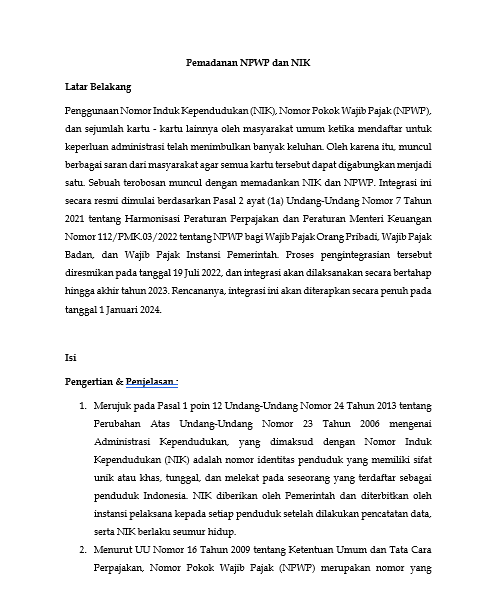 Pemadanan NPWP dan NIK
Latar Belakang
Penggunaan Nomor Induk Kependudukan (NIK), Nomor Pokok Wajib Pajak (NPWP),
dan sejumlah kartu - kartu lainnya oleh masyarakat umum ketika mendaftar untuk
keperluan administrasi telah menimbulkan banyak keluhan. Oleh karena itu, muncul
berbagai saran dari masyarakat agar semua kartu tersebut dapat digabungkan menjadi
satu. Sebuah terobosan muncul dengan memadankan NIK dan NPWP. Integrasi ini
secara resmi dimulai berdasarkan Pasal 2 ayat (1a) Undang-Undang Nomor 7 Tahun
2021 tentang Harmonisasi Peraturan Perpajakan dan Peraturan Menteri Keuangan
Nomor 112/PMK.03/2022 tentang NPWP bagi Wajib Pajak Orang Pribadi, Wajib Pajak
Badan, dan Wajib Pajak Instansi Pemerintah. Proses pengintegrasian tersebut
diresmikan pada tanggal 19 Juli 2022, dan integrasi akan dilaksanakan secara bertahap
hingga akhir tahun 2023. Rencananya, integrasi ini akan diterapkan secara penuh pada
tanggal 1 Januari 2024.
Isi
Pengertian & Penjelasan :
1. Merujuk pada Pasal 1 poin 12 Undang-Undang Nomor 24 Tahun 2013 tentang
Perubahan Atas Undang-Undang Nomor 23 Tahun 2006 mengenai
Administrasi Kependudukan, yang dimaksud dengan Nomor Induk
Kependudukan (NIK) adalah nomor identitas penduduk yang memiliki sifat
unik atau khas, tunggal, dan melekat pada seseorang yang terdaftar sebagai
penduduk Indonesia. NIK diberikan oleh Pemerintah dan diterbitkan oleh
instansi pelaksana kepada setiap penduduk setelah dilakukan pencatatan data,
serta NIK berlaku seumur hidup.
2. Menurut UU Nomor 16 Tahun 2009 tentang Ketentuan Umum dan Tata Cara
Perpajakan, Nomor Pokok Wajib Pajak (NPWP) merupakan nomor yang